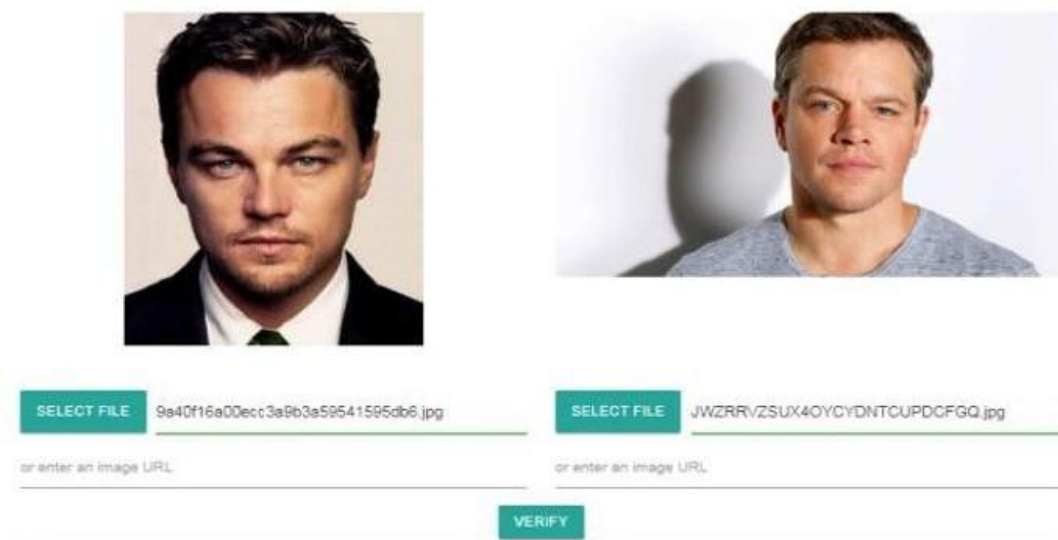 SELECT FILE 9a40f16a00ecc3a9b3a59541595db6.jpg
SELECT FILE JWZRRVZSUX4OYCYDNTCUPDCFGQ.jpg
or enter an image URL
or enter an image URL
VERIFY